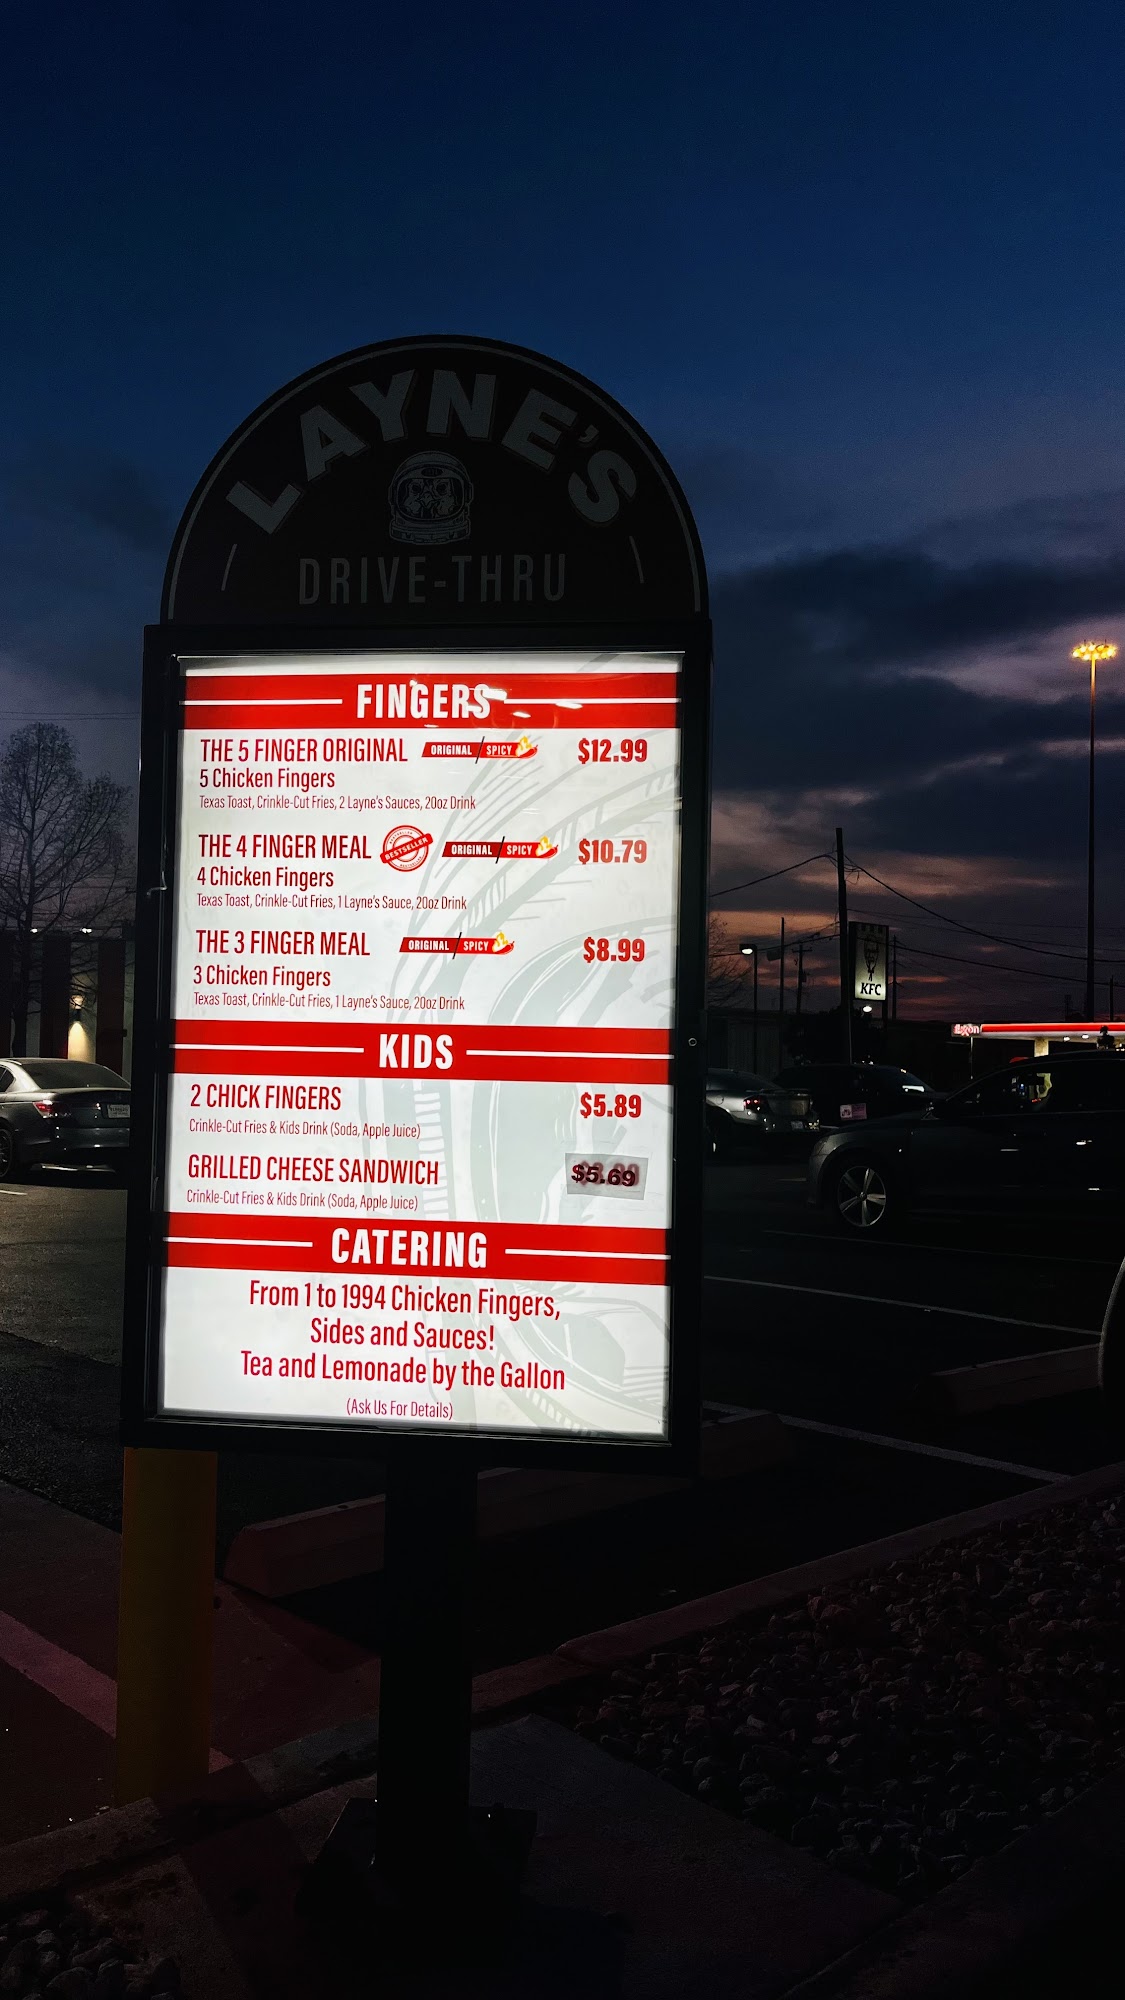 LAYNE'S
DRIVE-THRU
FINGERS
THE 5 FINGER ORIGINAL ORIGINAL / SPICY $12.99
5 Chicken Fingers
Texas Toast, Crinkle-Cut Fries, 2 Layne's Sauces, 20oz Drink
THE 4 FINGER MEAL BESTSELLER ORIGINAL / SPICY $10.79
4 Chicken Fingers
Texas Toast, Crinkle-Cut Fries, 1 Layne's Sauce, 20oz Drink
THE 3 FINGER MEAL ORIGINAL / SPICY $8.99
3 Chicken Fingers
Texas Toast, Crinkle-Cut Fries, 1 Layne's Sauce, 20oz Drink
KIDS
2 CHICK FINGERS $5.89
Crinkle-Cut Fries & Kids Drink (Soda, Apple Juice)
GRILLED CHEESE SANDWICH $5.69
Crinkle-Cut Fries & Kids Drink (Soda, Apple Juice)
CATERING
From 1 to 1994 Chicken Fingers,
Sides and Sauces!
Tea and Lemonade by the Gallon
(Ask Us For Details)
KFC
Exxon